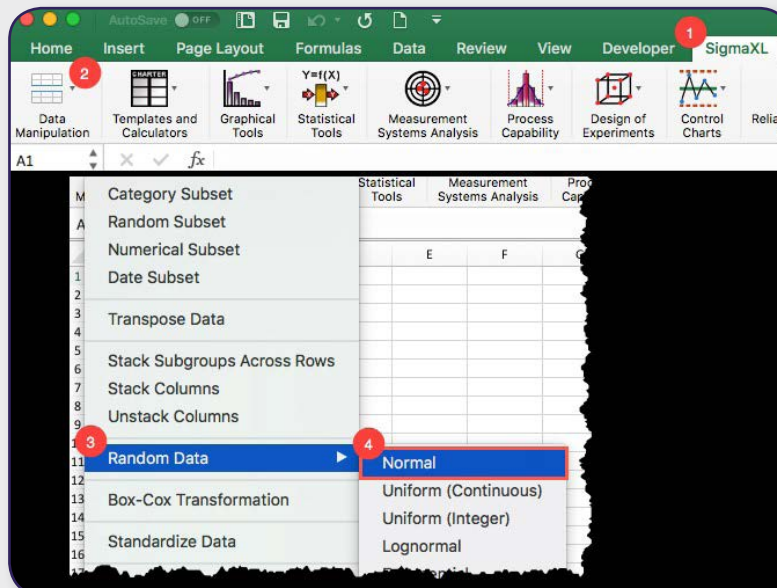 AutoSave OFF
Home Insert Page Layout Formulas Data Review View Developer 1 SigmaXL
2
Data Manipulation
Templates and Calculators
Graphical Tools
Y=f(X)
Statistical Tools
Measurement Systems Analysis
Process Capability
Design of Experiments
Control Charts
CHARTER
A1 fx
Category Subset
Random Subset
Numerical Subset
Date Subset
Transpose Data
Stack Subgroups Across Rows
Stack Columns
Unstack Columns
3 Random Data
Box-Cox Transformation
Standardize Data
Statistical Tools
Measurement Systems Analysis
E F
1
2
3
4
5
6
7
8
9
11
12
13
14
15
16
4
Normal
Uniform (Continuous)
Uniform (Integer)
Lognormal